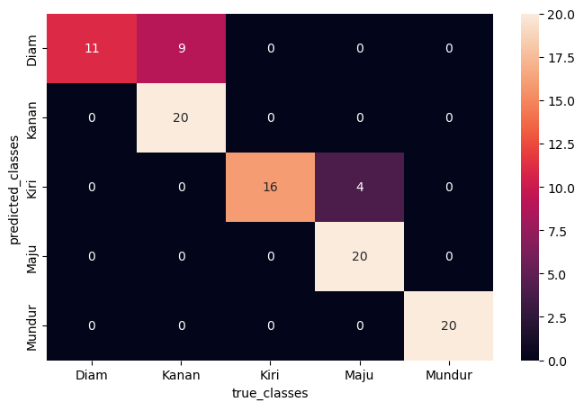 Diam 11 9 0 0 0
Kanan 0 20 0 0 0
Kiri 0 0 16 4 0
Maju 0 0 0 20 0
Mundur 0 0 0 0 20
Diam Kanan Kiri Maju Mundur
predicted_classes
true_classes
20.0
17.5
15.0
12.5
10.0
7.5
5.0
2.5
0.0